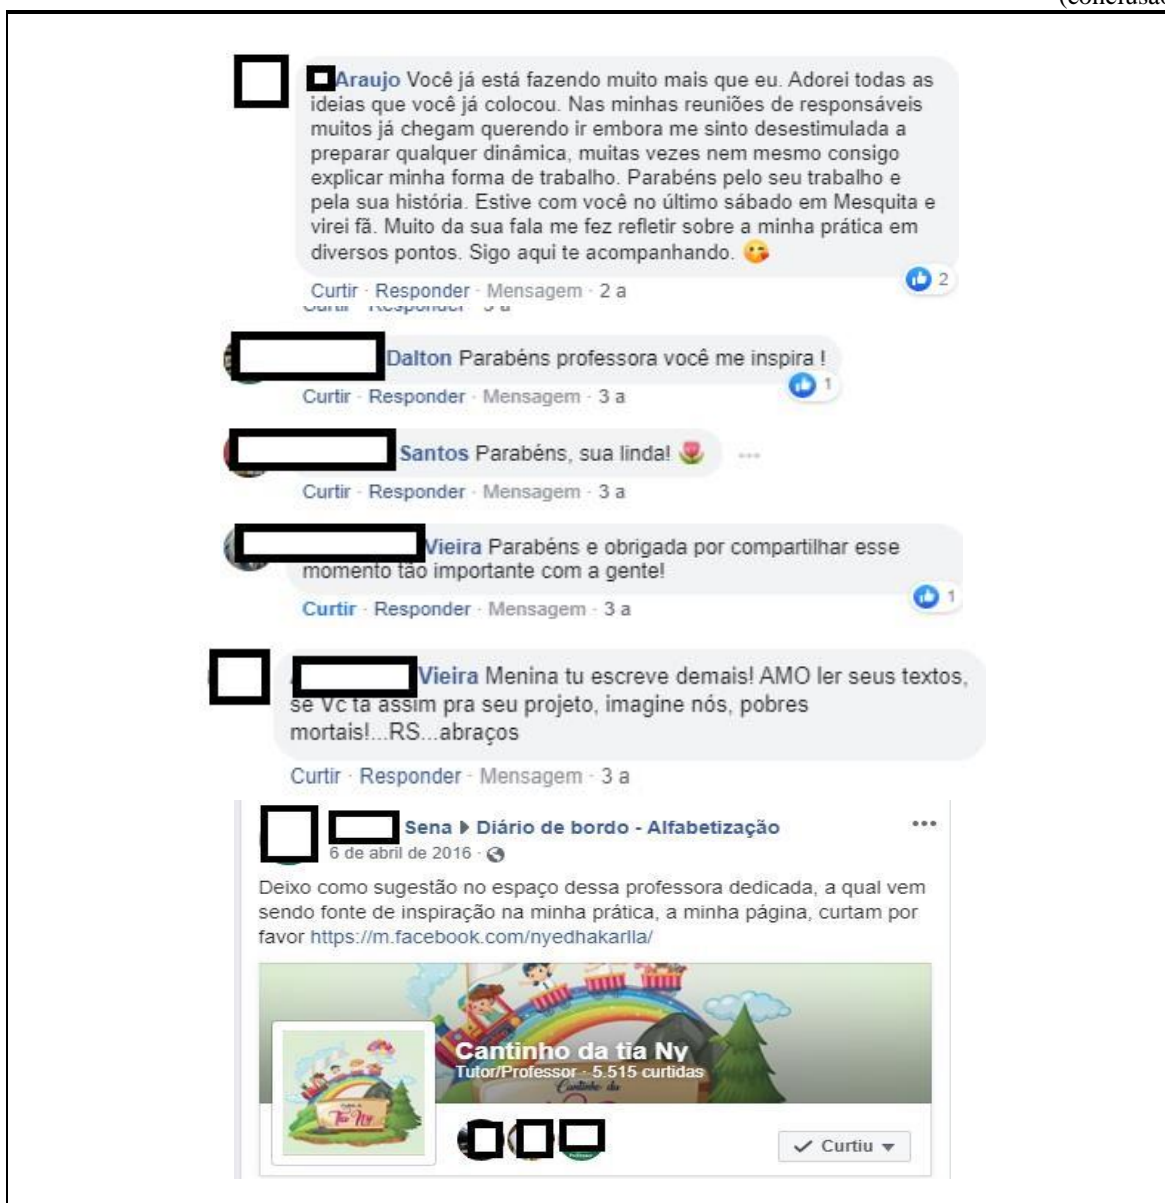 (conclusão
Araujo Você já está fazendo muito mais que eu. Adorei todas as
ideias que você já colocou. Nas minhas reuniões de responsáveis
muitos já chegam querendo ir embora me sinto desestimulada a
preparar qualquer dinâmica, muitas vezes nem mesmo consigo
explicar minha forma de trabalho. Parabéns pelo seu trabalho e
pela sua história. Estive com você no último sábado em Mesquita e
virei fã. Muito da sua fala me fez refletir sobre a minha prática em
diversos pontos. Sigo aqui te acompanhando. 😘
2
Curtir · Responder · Mensagem · 2 a
Curtir Responder 3 a
Dalton Parabéns professora você me inspira !
1
Curtir · Responder · Mensagem · 3 a
Santos Parabéns, sua linda! 🌷
Curtir · Responder · Mensagem · 3 a
Vieira Parabéns e obrigada por compartilhar esse
momento tão importante com a gente!
1
Curtir · Responder · Mensagem · 3 a
Vieira Menina tu escreve demais! AMO ler seus textos,
se Vc ta assim pra seu projeto, imagine nós, pobres
mortais!...RS...abraços
Curtir · Responder · Mensagem · 3 a
Sena ▸ Diário de bordo - Alfabetização
6 de abril de 2016 ·
Deixo como sugestão no espaço dessa professora dedicada, a qual vem
sendo fonte de inspiração na minha prática, a minha página, curtam por
favor https://m.facebook.com/nyedhakarlla/
Cantinho da tia Ny
Tutor/Professor · 5.515 curtidas
Cantinho da
Tia Ny
Curtiu